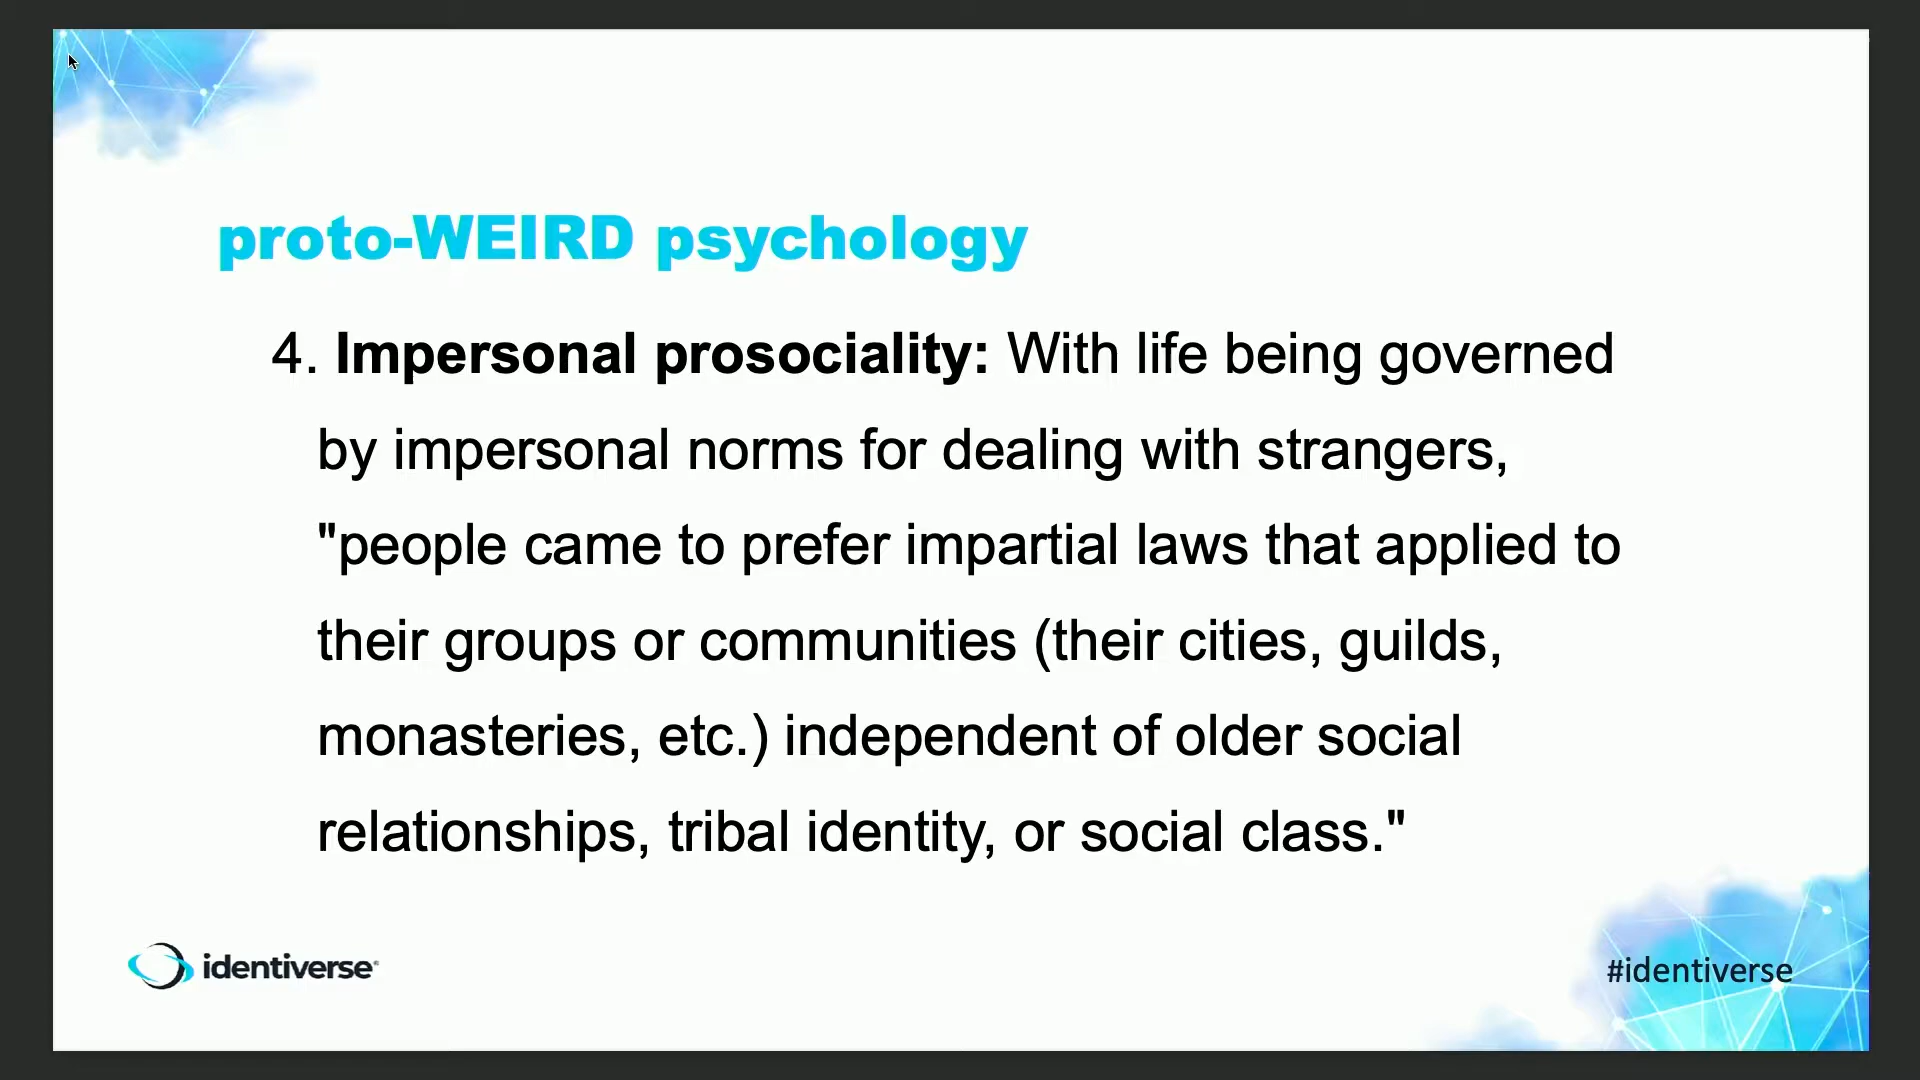 proto-WEIRD psychology
4. Impersonal prosociality: With life being governed
by impersonal norms for dealing with strangers,
"people came to prefer impartial laws that applied to
their groups or communities (their cities, guilds,
monasteries, etc.) independent of older social
relationships, tribal identity, or social class."
identiverse
#identiverse